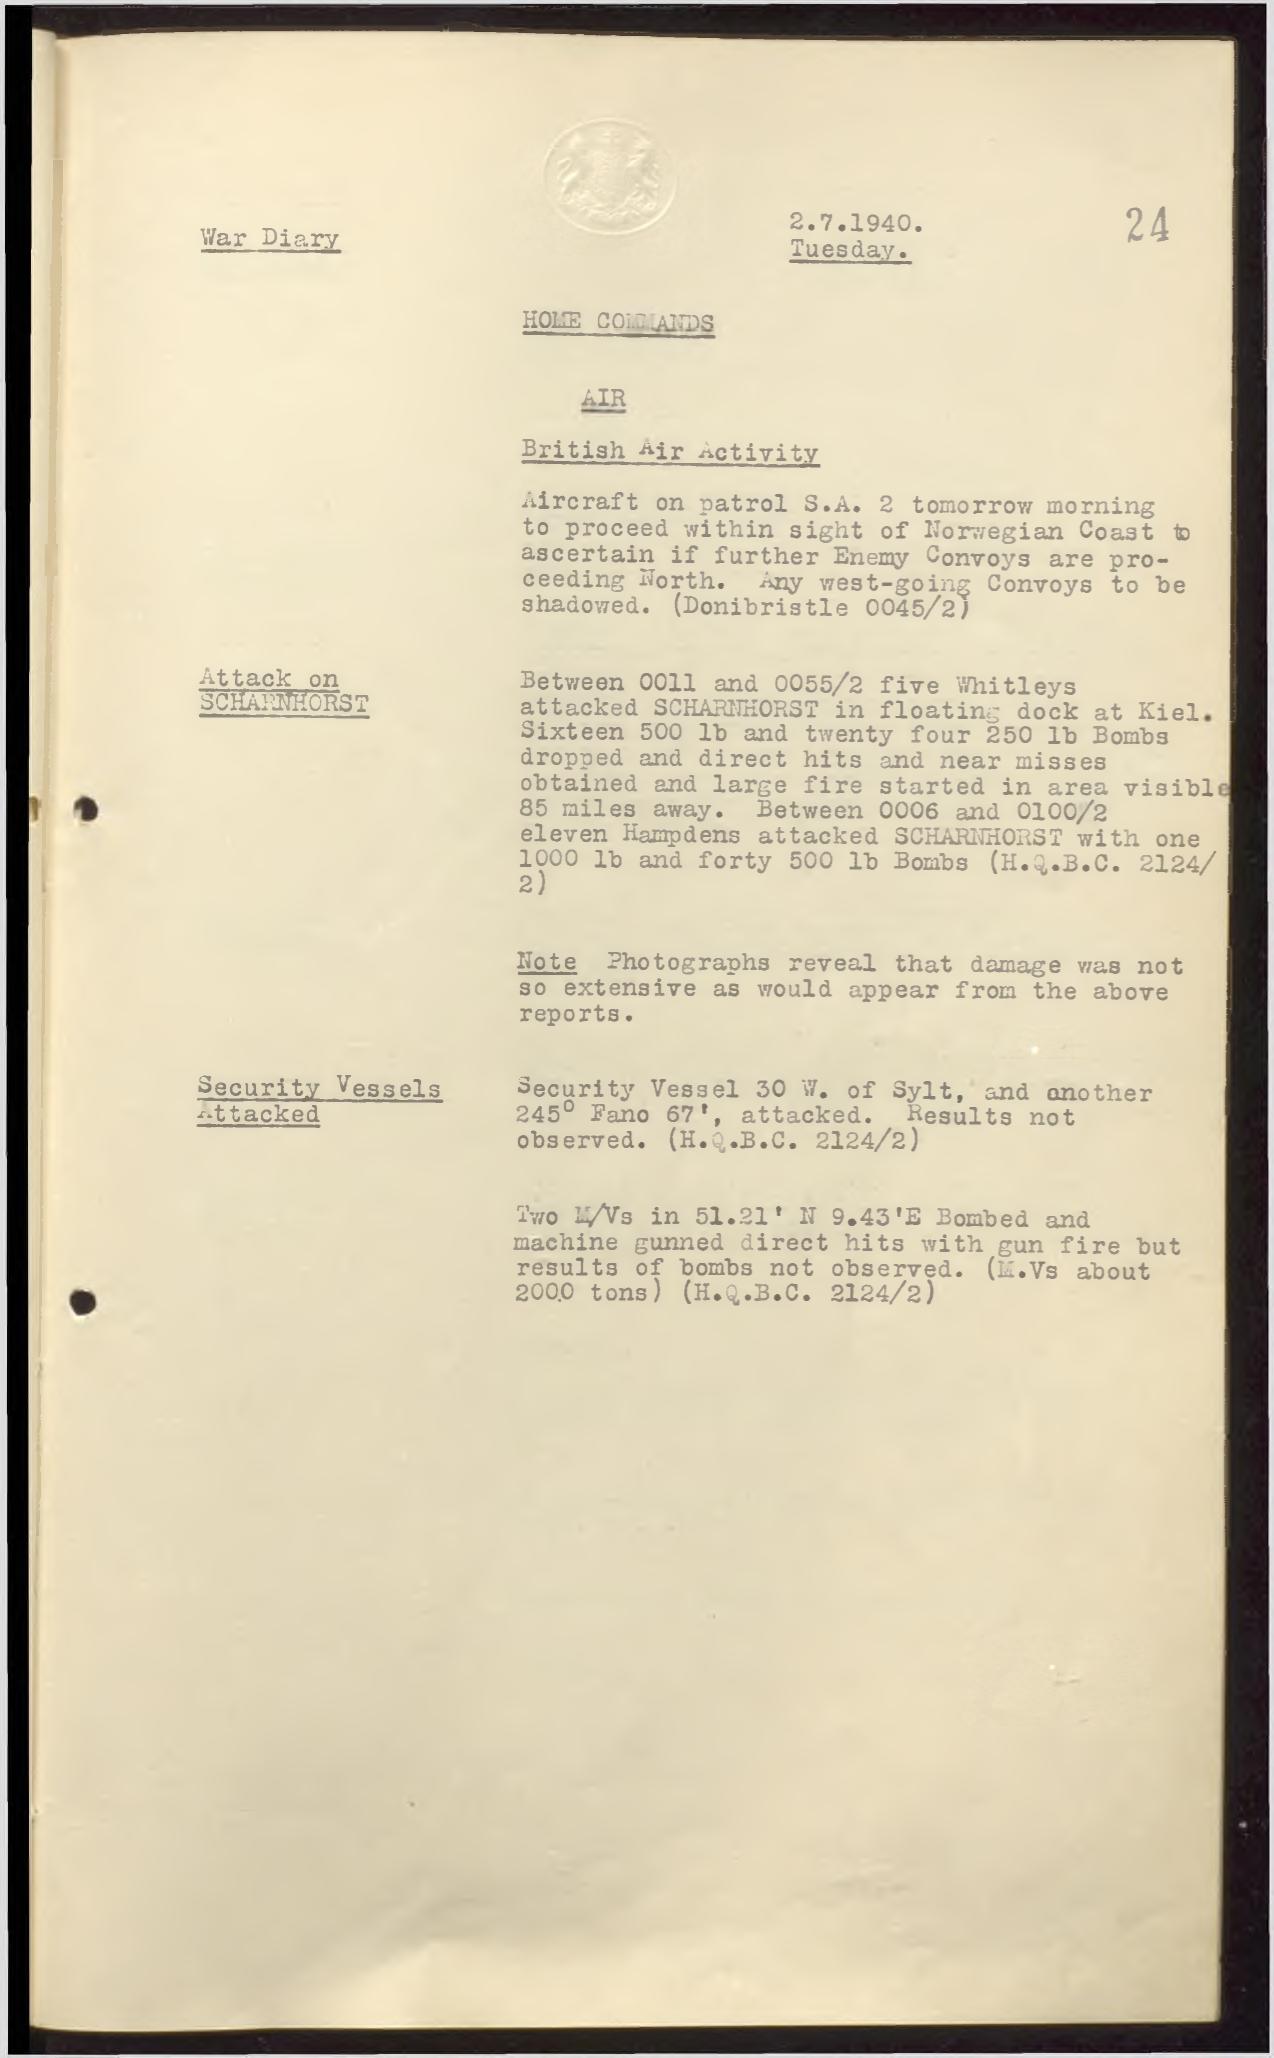 War Diary
2.7.1940.
Tuesday.
24
HOME COMMANDS
AIR
British Air Activity
Aircraft on patrol S.A. 2 tomorrow morning
to proceed within sight of Norwegian Coast to
ascertain if further Enemy Convoys are pro-
ceeding North. Any west-going Convoys to be
shadowed. (Donibristle 0045/2)
Attack on
SCHARNHORST
Between 0011 and 0055/2 five Whitleys
attacked SCHARNHORST in floating dock at Kiel.
Sixteen 500 lb and twenty four 250 lb Bombs
dropped and direct hits and near misses
obtained and large fire started in area visible
85 miles away. Between 0006 and 0100/2
eleven Hampdens attacked SCHARNHORST with one
1000 lb and forty 500 lb Bombs (H.Q.B.C. 2124/
2)
Note Photographs reveal that damage was not
so extensive as would appear from the above
reports.
Security Vessels
Attacked
Security Vessel 30 W. of Sylt, and another
245° Fano 67', attacked. Results not
observed. (H.Q.B.C. 2124/2)
Two M/Vs in 51.21' N 9.43'E Bombed and
machine gunned direct hits with gun fire but
results of bombs not observed. (M.Vs about
2000 tons) (H.Q.B.C. 2124/2)